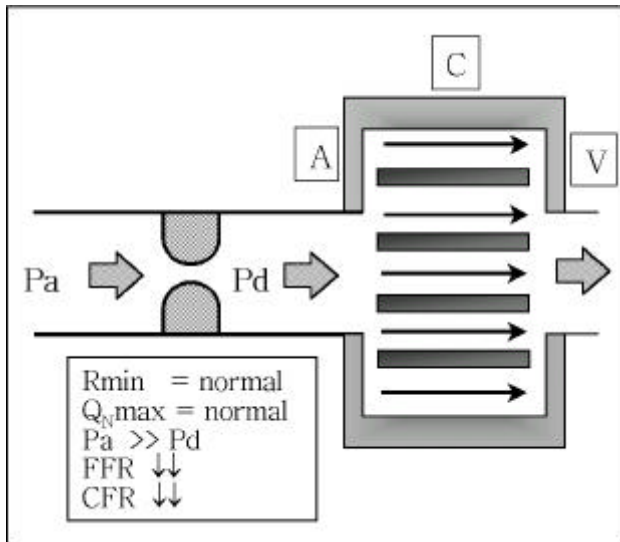 C
A
V
Pa
Pd
Rmin = normal
QNmax = normal
Pa >> Pd
FFR ↓↓
CFR ↓↓